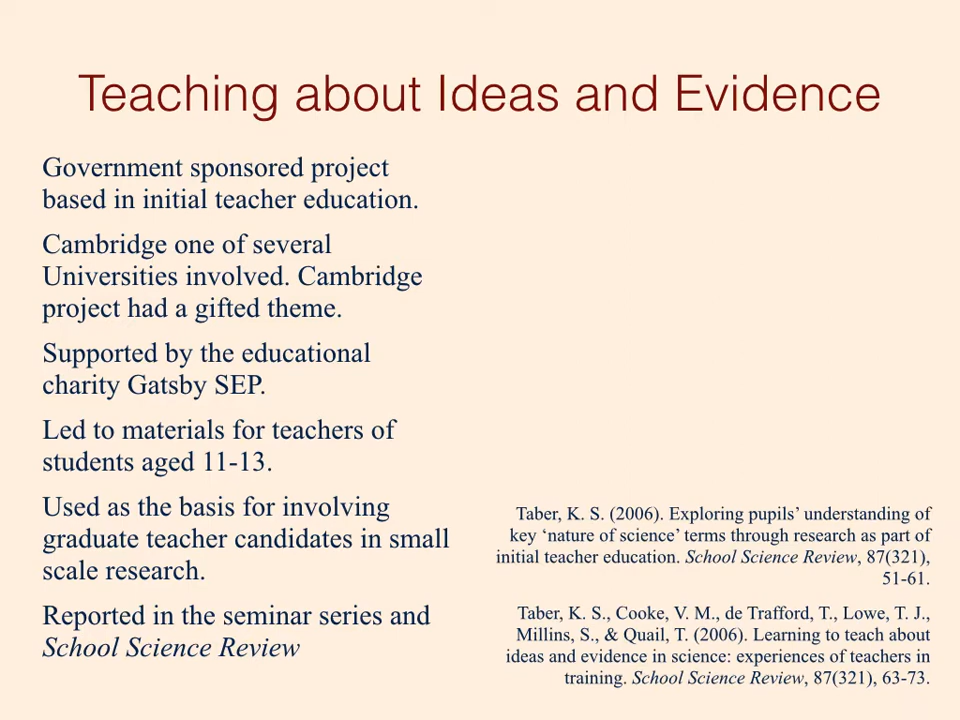 Teaching about Ideas and Evidence
Government sponsored project
based in initial teacher education.
Cambridge one of several
Universities involved. Cambridge
project had a gifted theme.
Supported by the educational
charity Gatsby SEP.
Led to materials for teachers of
students aged 11-13.
Used as the basis for involving
graduate teacher candidates in small
scale research.
Reported in the seminar series and
School Science Review
Taber, K. S. (2006). Exploring pupils’ understanding of
key ‘nature of science’ terms through research as part of
initial teacher education. School Science Review, 87(321),
51-61.
Taber, K. S., Cooke, V. M., de Trafford, T., Lowe, T. J.,
Millins, S., & Quail, T. (2006). Learning to teach about
ideas and evidence in science: experiences of teachers in
training. School Science Review, 87(321), 63-73.